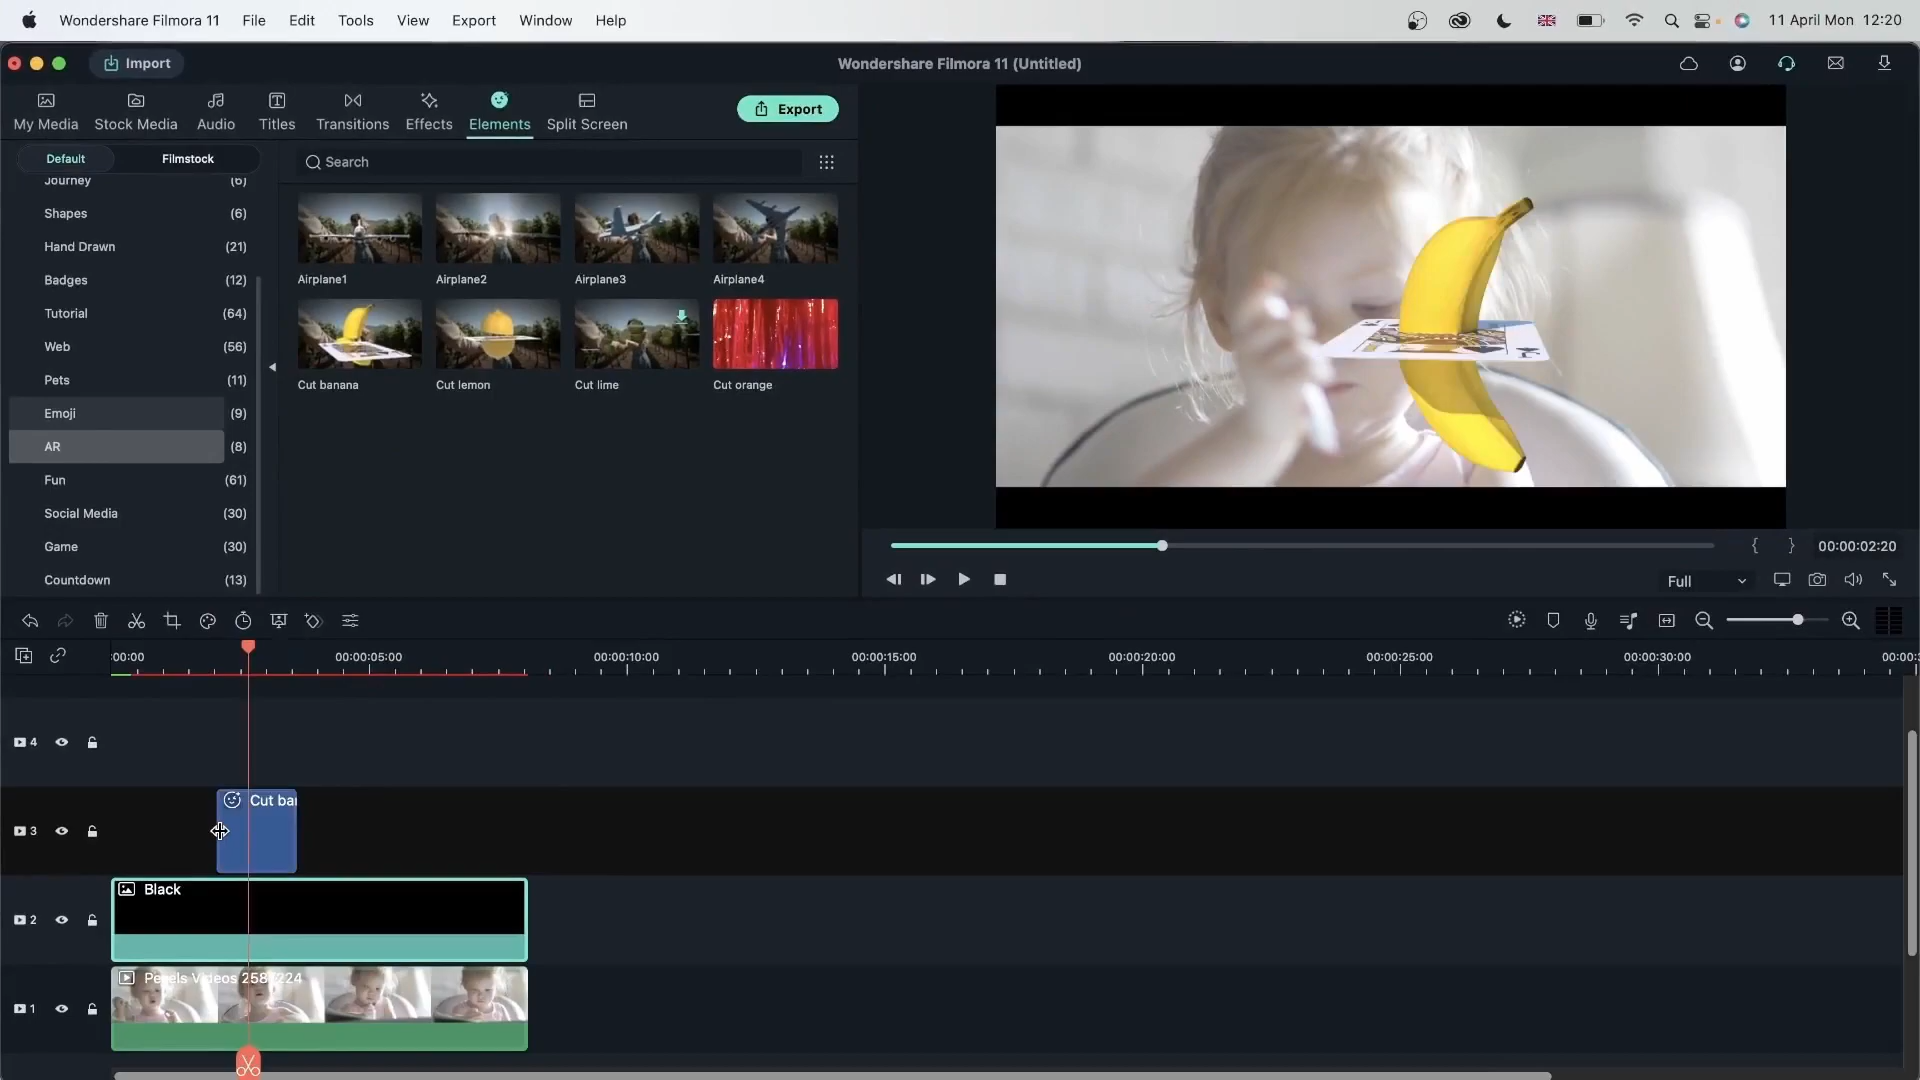 Wondershare Filmora 11 File Edit Tools View Export Window Help 11 April Mon 12:20
Import Wondershare Filmora 11 (Untitled)
My Media Stock Media Audio Titles Transitions Effects Elements Split Screen Export
Default Filmstock Search
Journey (6)
Shapes (6)
Hand Drawn (21)
Badges (12)
Tutorial (64)
Web (56)
Pets (11)
Emoji (9)
AR (8)
Fun (61)
Social Media (30)
Game (30)
Countdown (13)
Airplane1 Airplane2 Airplane3 Airplane4
Cut banana Cut lemon Cut lime Cut orange
{ } 00:00:02:20
Full
:00:00 00:00:05:00 00:00:10:00 00:00:15:00 00:00:20:00 00:00:25:00 00:00:30:00 00:00:3
4
3 Cut ban
2 Black
1